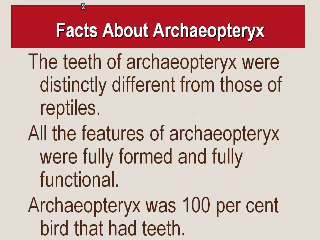 Facts About Archaeopteryx
The teeth of archaeopteryx were
distinctly different from those of
reptiles.
All the features of archaeopteryx
were fully formed and fully
functional.
Archaeopteryx was 100 per cent
bird that had teeth.